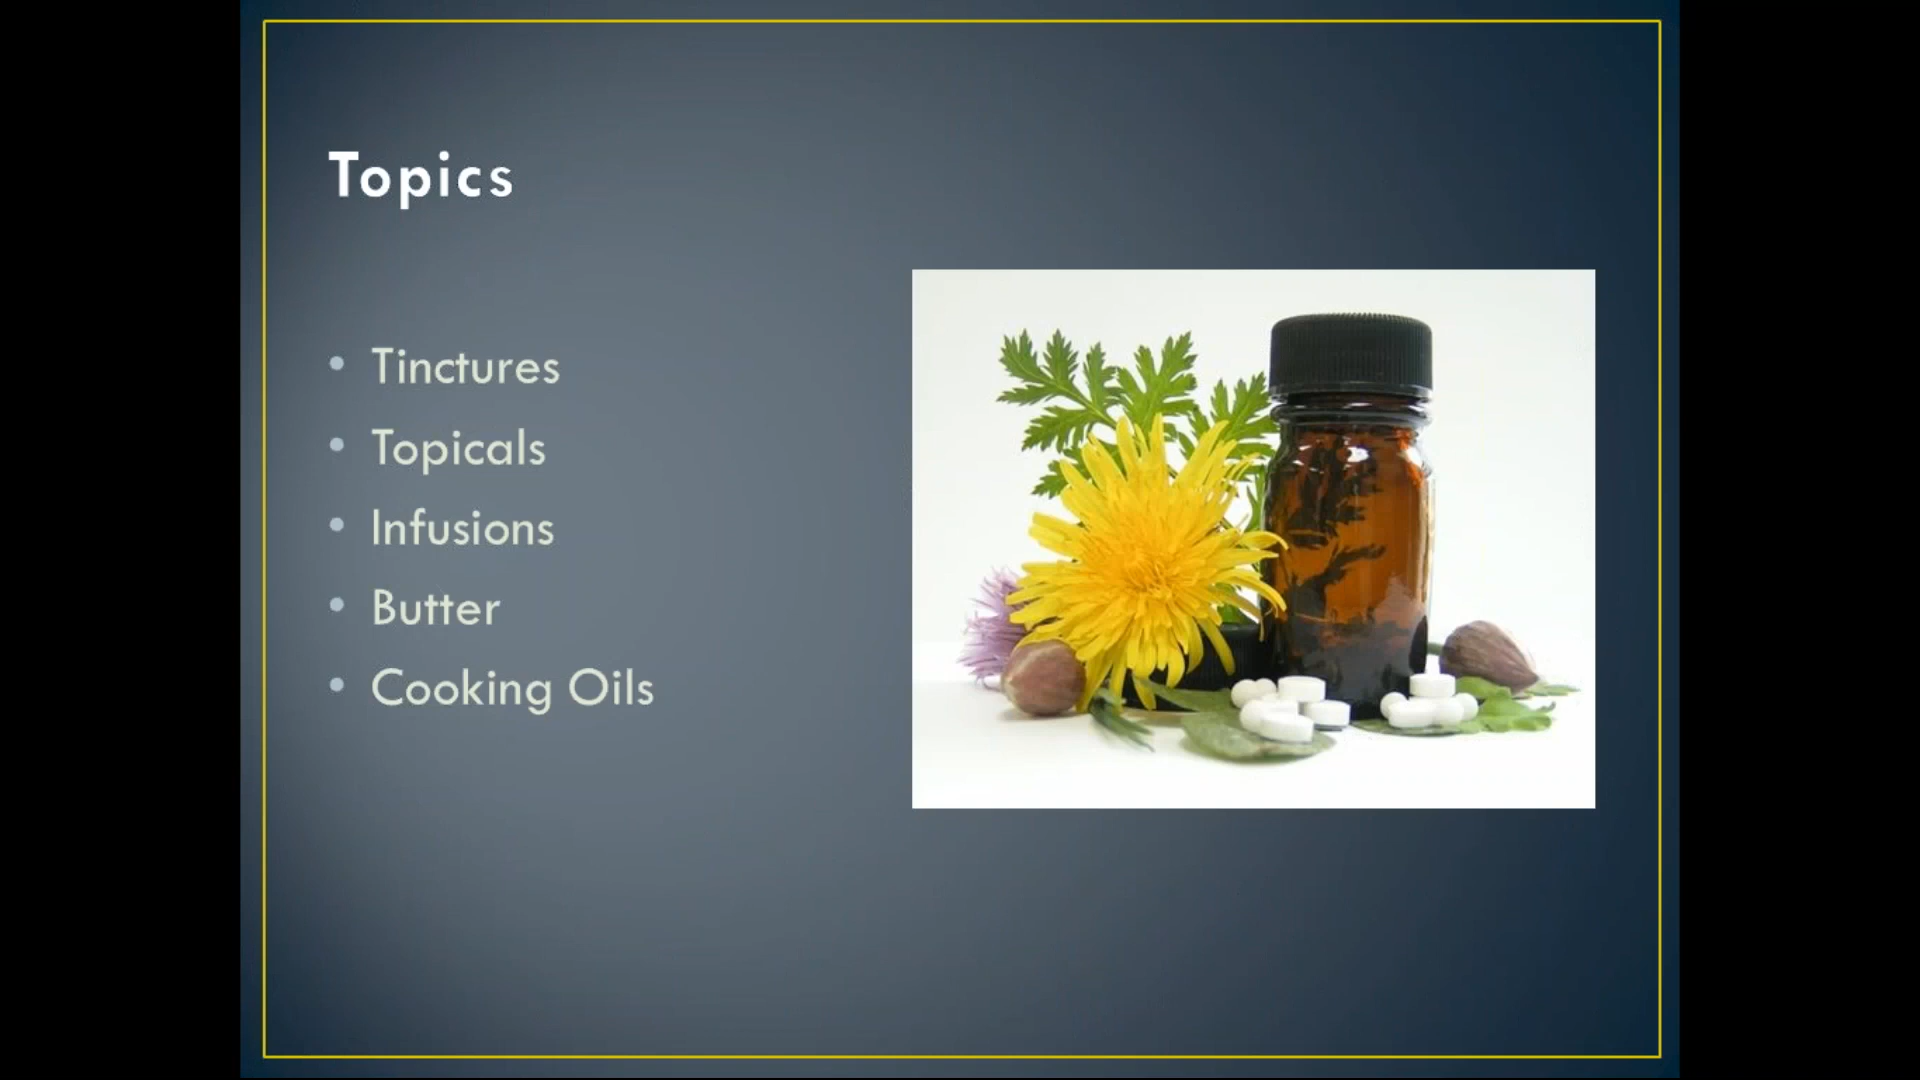 Topics
• Tinctures
• Topicals
• Infusions
• Butter
• Cooking Oils